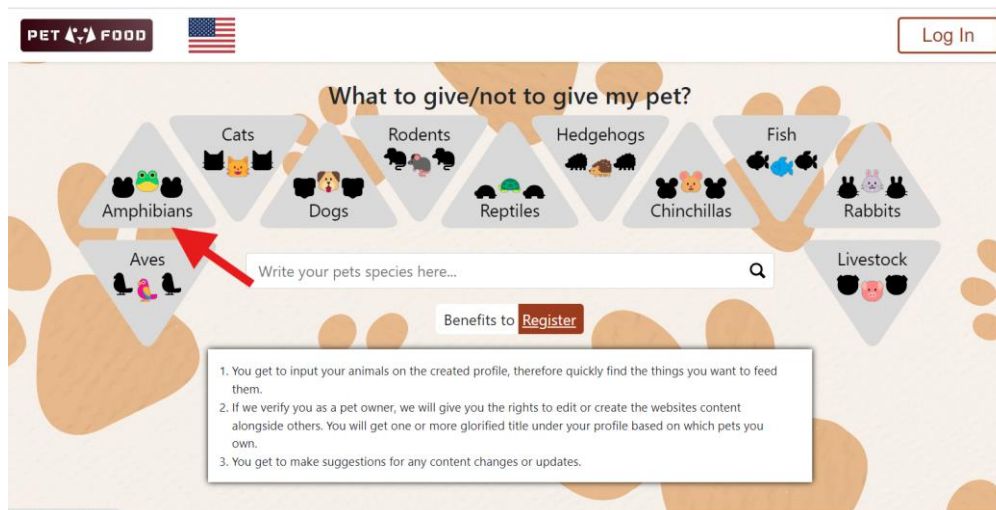 PET FOOD
Log In
What to give/not to give my pet?
Cats
Rodents
Hedgehogs
Fish
Amphibians
Dogs
Reptiles
Chinchillas
Rabbits
Aves
Livestock
Write your pets species here...
Benefits to Register
1. You get to input your animals on the created profile, therefore quickly find the things you want to feed
them.
2. If we verify you as a pet owner, we will give you the rights to edit or create the websites content
alongside others. You will get one or more glorified title under your profile based on which pets you
own.
3. You get to make suggestions for any content changes or updates.